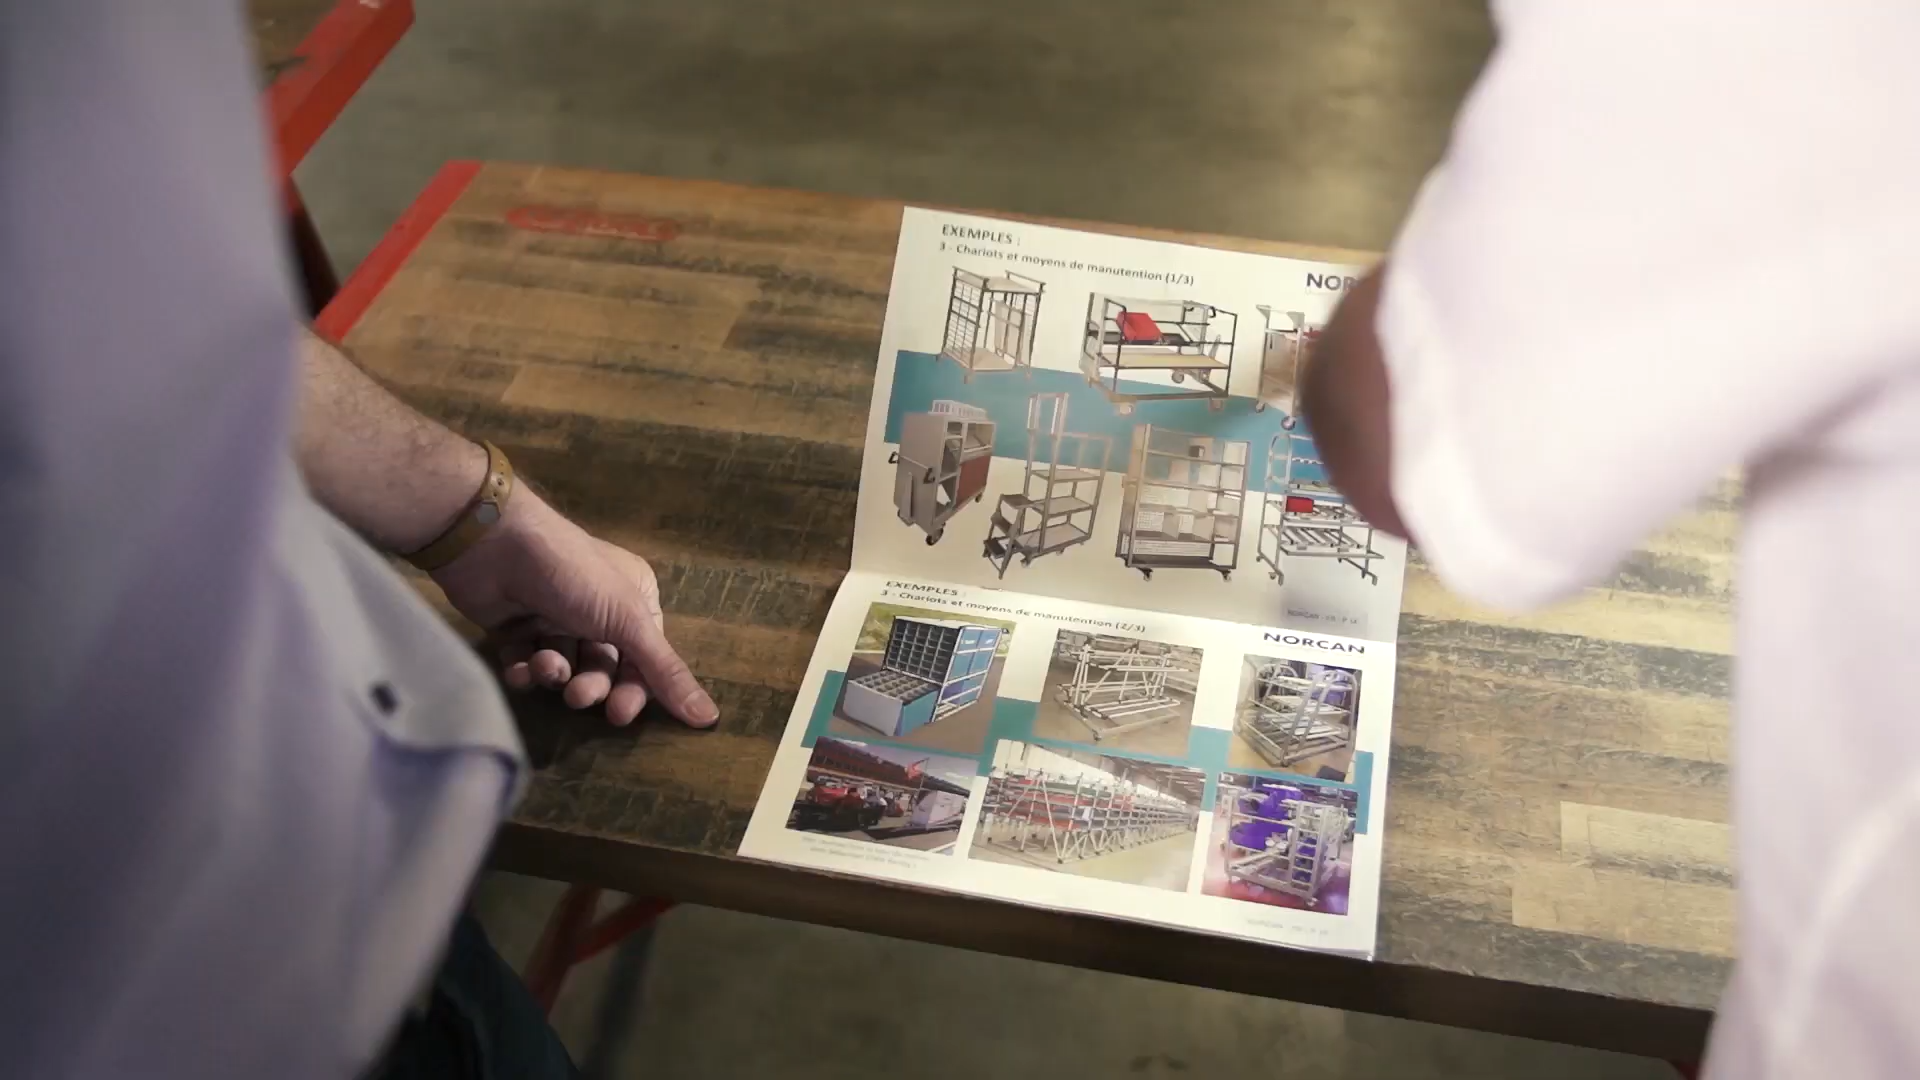 EXEMPLES :
3 - Chariots et moyens de manutention (1/3)
NOR
EXEMPLES :
3 - Chariots et moyens de manutention (2/3)
NORCAN